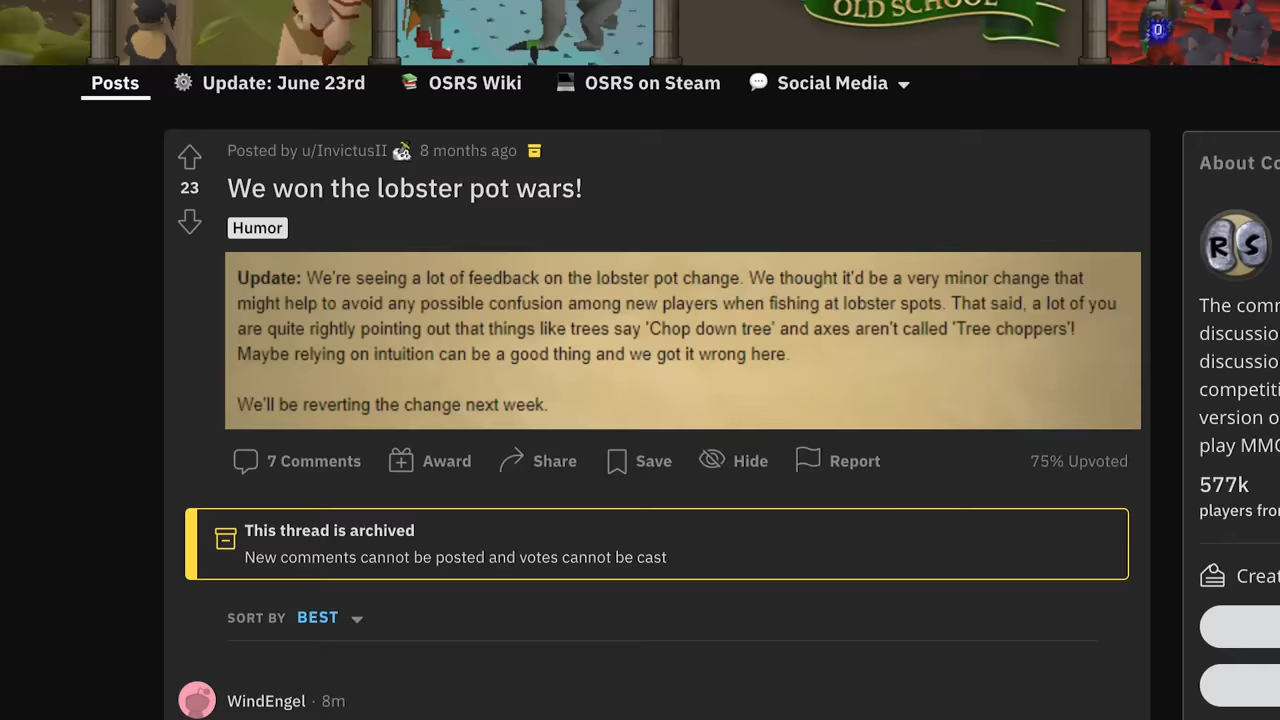 OLD SCHOOL
Posts
Update: June 23rd
OSRS Wiki
OSRS on Steam
Social Media
Posted by u/InvictusII 8 months ago
About Co
23
We won the lobster pot wars!
Humor
R S
Update: We're seeing a lot of feedback on the lobster pot change. We thought it'd be a very minor change that
might help to avoid any possible confusion among new players when fishing at lobster spots. That said, a lot of you
are quite rightly pointing out that things like trees say 'Chop down tree' and axes aren't called 'Tree choppers'!
Maybe relying on intuition can be a good thing and we got it wrong here.
We'll be reverting the change next week.
The comm
discussio
discussio
competiti
version o
play MMO
577k
players fro
7 Comments
Award
Share
Save
Hide
Report
75% Upvoted
This thread is archived
New comments cannot be posted and votes cannot be cast
Creat
SORT BY BEST
WindEngel · 8m